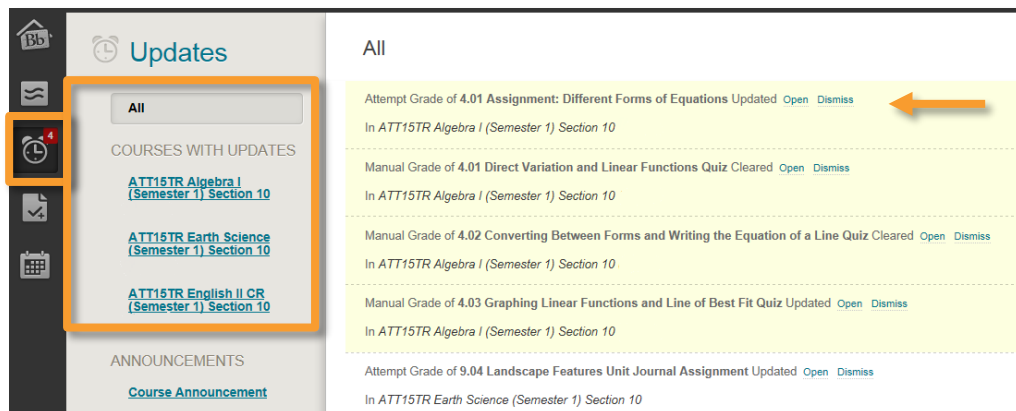 Bb
4
Updates
All
COURSES WITH UPDATES
ATT15TR Algebra I
(Semester 1) Section 10
ATT15TR Earth Science
(Semester 1) Section 10
ATT15TR English II CR
(Semester 1) Section 10
ANNOUNCEMENTS
Course Announcement
All
Attempt Grade of 4.01 Assignment: Different Forms of Equations Updated Open Dismiss
In ATT15TR Algebra I (Semester 1) Section 10
Manual Grade of 4.01 Direct Variation and Linear Functions Quiz Cleared Open Dismiss
In ATT15TR Algebra I (Semester 1) Section 10
Manual Grade of 4.02 Converting Between Forms and Writing the Equation of a Line Quiz Cleared Open Dismiss
In ATT15TR Algebra I (Semester 1) Section 10
Manual Grade of 4.03 Graphing Linear Functions and Line of Best Fit Quiz Updated Open Dismiss
In ATT15TR Algebra I (Semester 1) Section 10
Attempt Grade of 9.04 Landscape Features Unit Journal Assignment Updated Open Dismiss
In ATT15TR Earth Science (Semester 1) Section 10